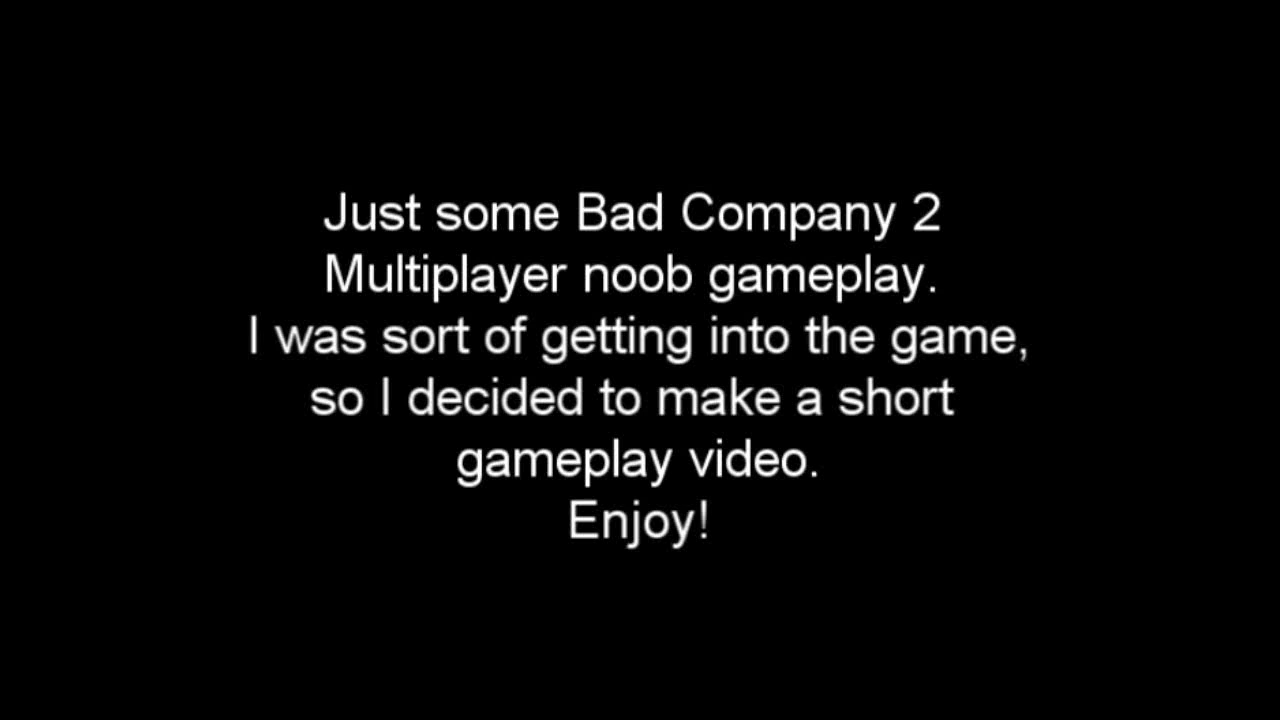 Just some Bad Company 2
Multiplayer noob gameplay.
I was sort of getting into the game,
so I decided to make a short
gameplay video.
Enjoy!